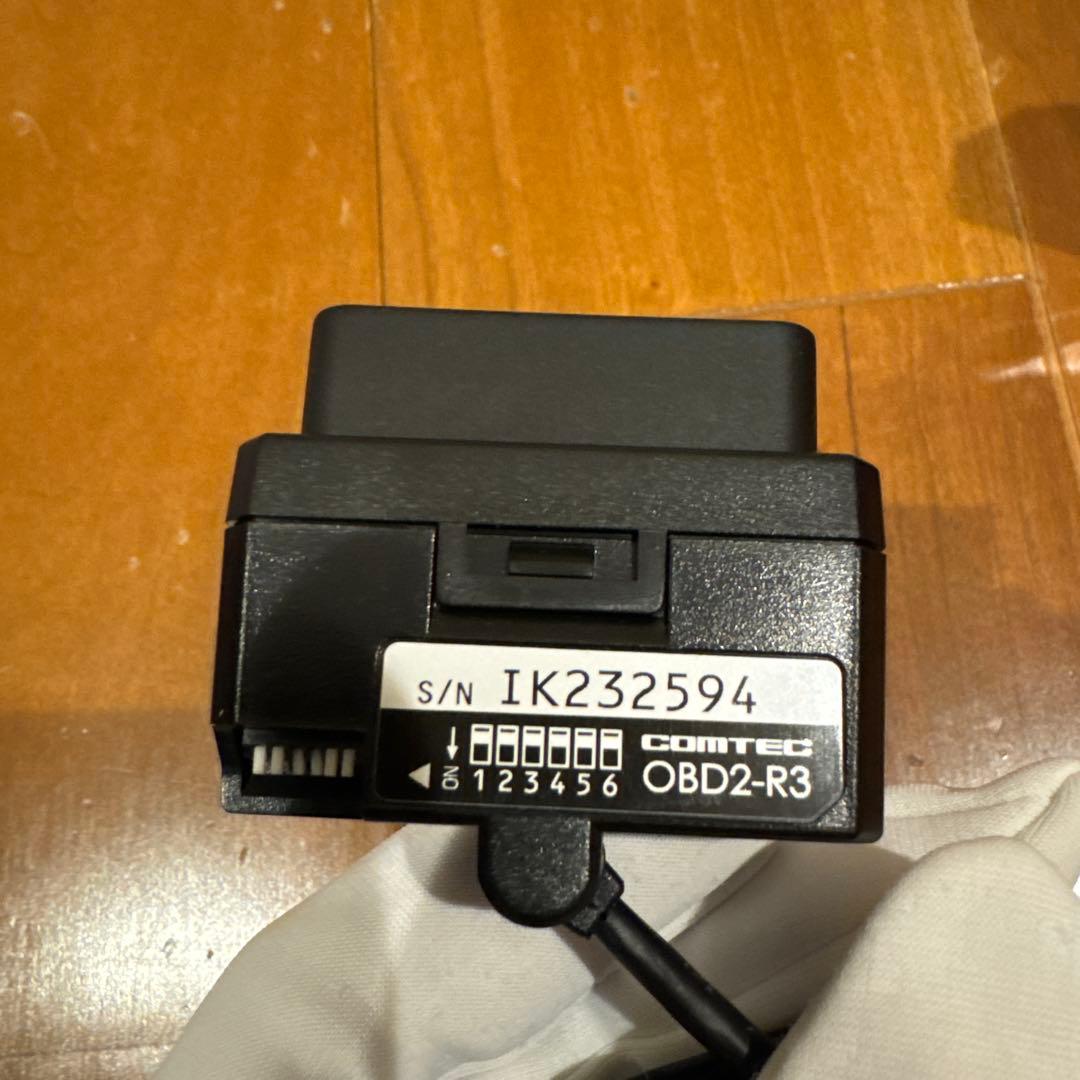 S/N IK232594
COMTEC
ON 1 2 3 4 5 6 OBD2-R3